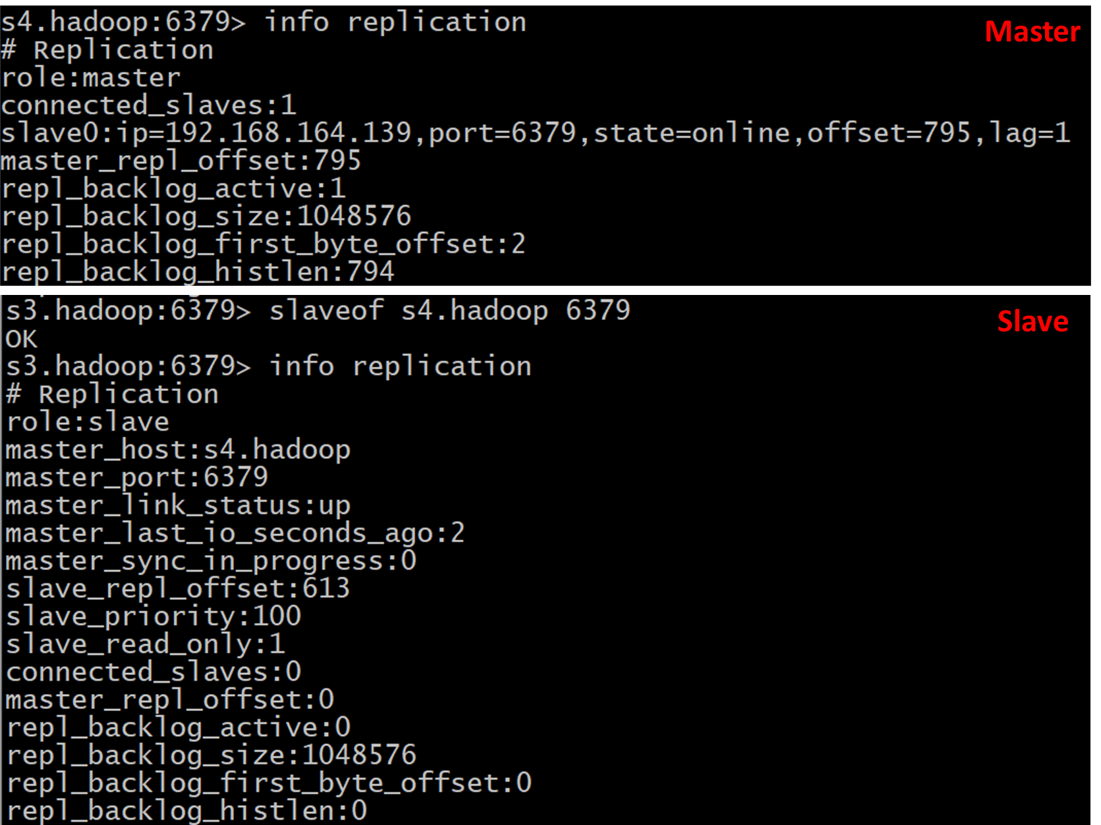 s4.hadoop:6379> info replication
Master
# Replication
role:master
connected_slaves:1
slave0:ip=192.168.164.139,port=6379,state=online,offset=795,lag=1
master_repl_offset:795
repl_backlog_active:1
repl_backlog_size:1048576
repl_backlog_first_byte_offset:2
repl_backlog_histlen:794
s3.hadoop:6379> slaveof s4.hadoop 6379
Slave
OK
s3.hadoop:6379> info replication
# Replication
role:slave
master_host:s4.hadoop
master_port:6379
master_link_status:up
master_last_io_seconds_ago:2
master_sync_in_progress:0
slave_repl_offset:613
slave_priority:100
slave_read_only:1
connected_slaves:0
master_repl_offset:0
repl_backlog_active:0
repl_backlog_size:1048576
repl_backlog_first_byte_offset:0
repl_backlog_histlen:0